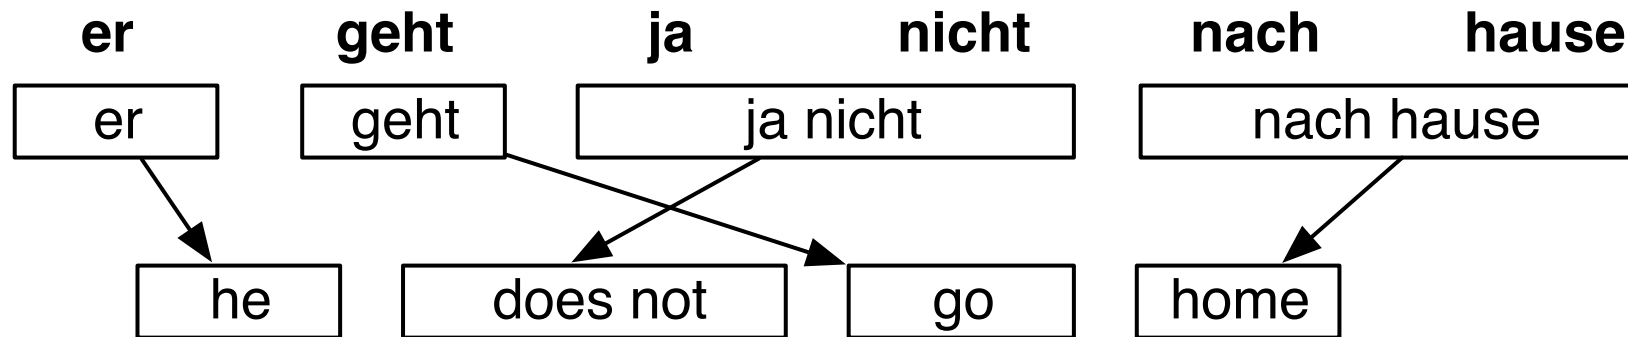 er geht ja nicht nach hause
er geht ja nicht nach hause
he does not go home